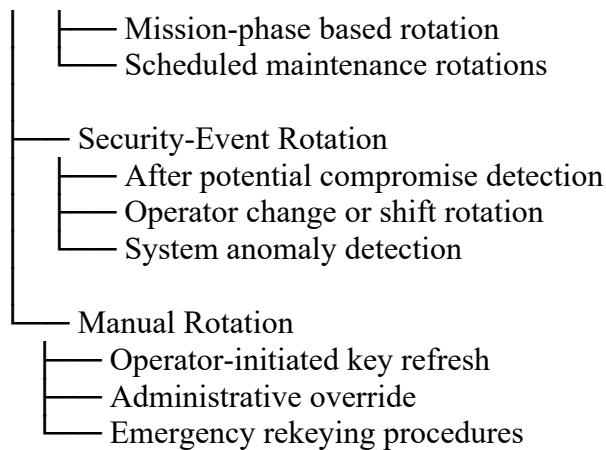 Mission-phase based rotation
Scheduled maintenance rotations
Security-Event Rotation
After potential compromise detection
Operator change or shift rotation
System anomaly detection
Manual Rotation
Operator-initiated key refresh
Administrative override
Emergency rekeying procedures